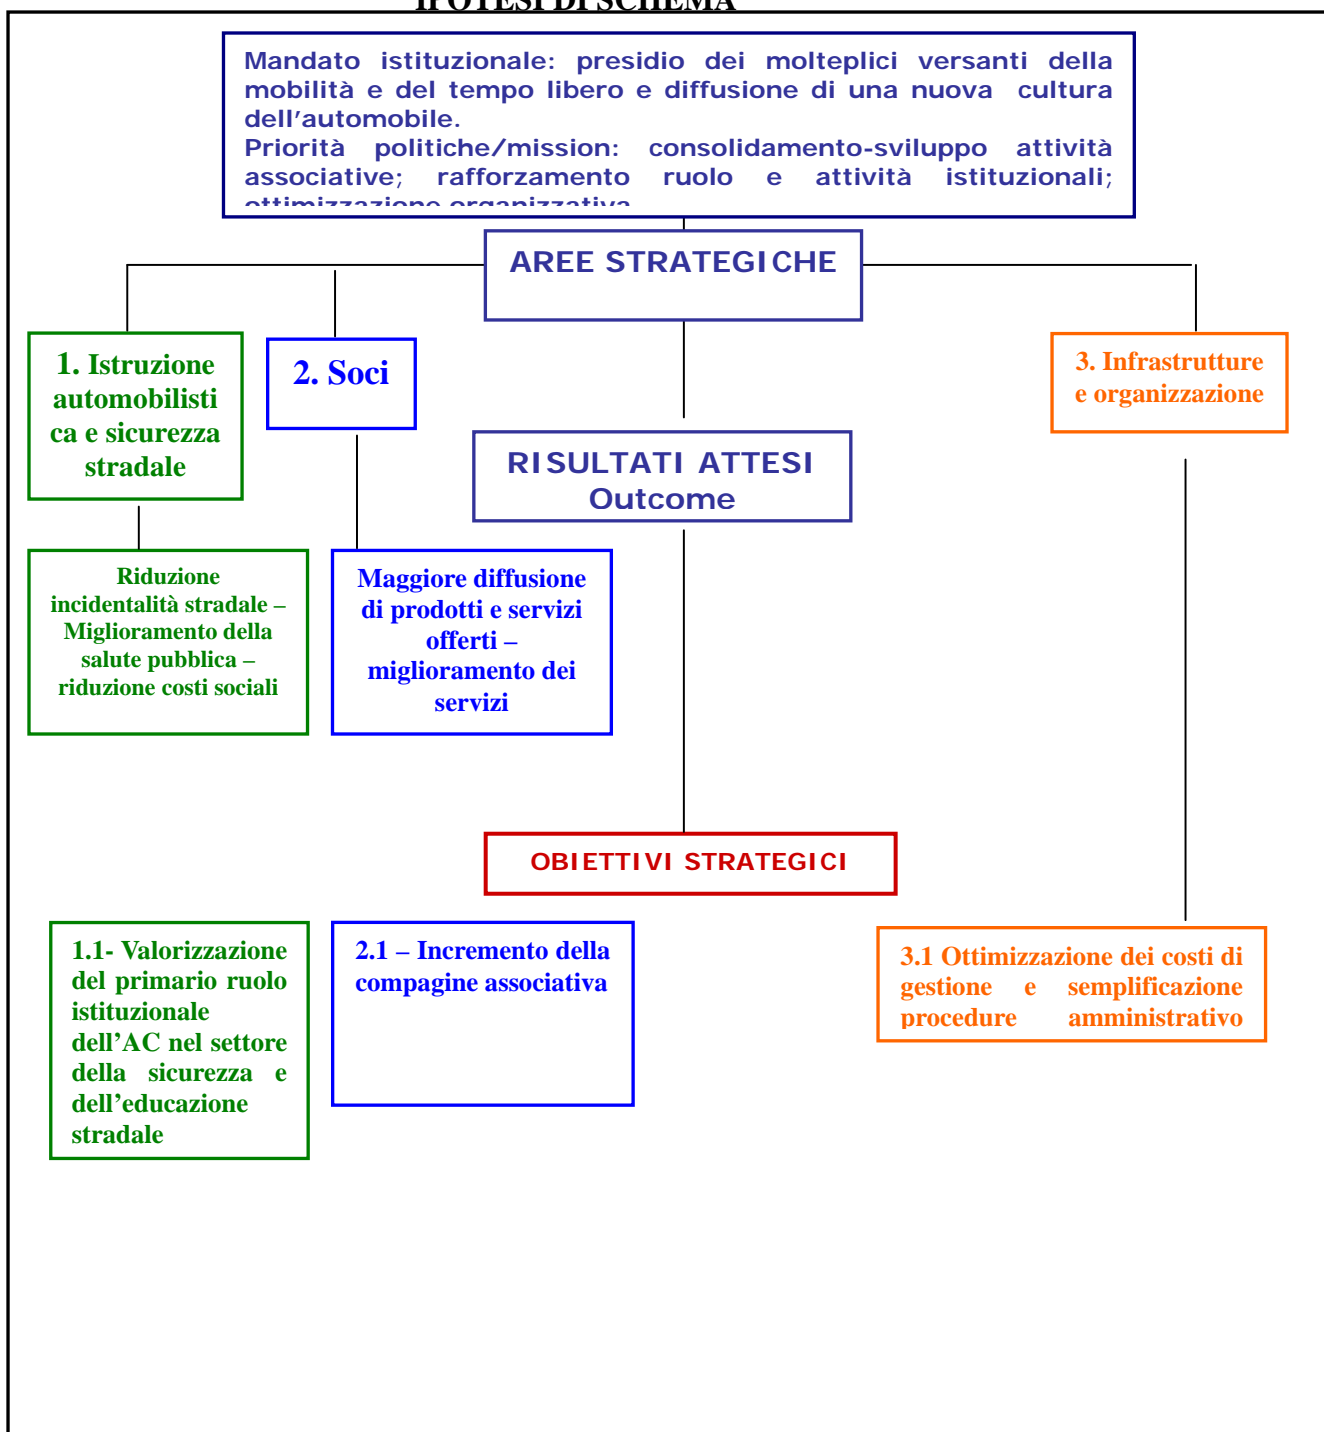 IPOTESI DI SCHEMA
Mandato istituzionale: presidio dei molteplici versanti della
mobilità e del tempo libero e diffusione di una nuova cultura
dell'automobile.
Priorità politiche/mission: consolidamento-sviluppo attività
associative; rafforzamento ruolo e attività istituzionali;
ottimizzazione organizzativa
AREE STRATEGICHE
1. Istruzione
automobilisti
ca e sicurezza
stradale
2. Soci
3. Infrastrutture
e organizzazione
RISULTATI ATTESI
Outcome
Riduzione
incidentalità stradale –
Miglioramento della
salute pubblica –
riduzione costi sociali
Maggiore diffusione
di prodotti e servizi
offerti –
miglioramento dei
servizi
OBIETTIVI STRATEGICI
1.1- Valorizzazione
del primario ruolo
istituzionale
dell'AC nel settore
della sicurezza e
dell'educazione
stradale
2.1 – Incremento della
compagine associativa
3.1 Ottimizzazione dei costi di
gestione e semplificazione
procedure amministrativo